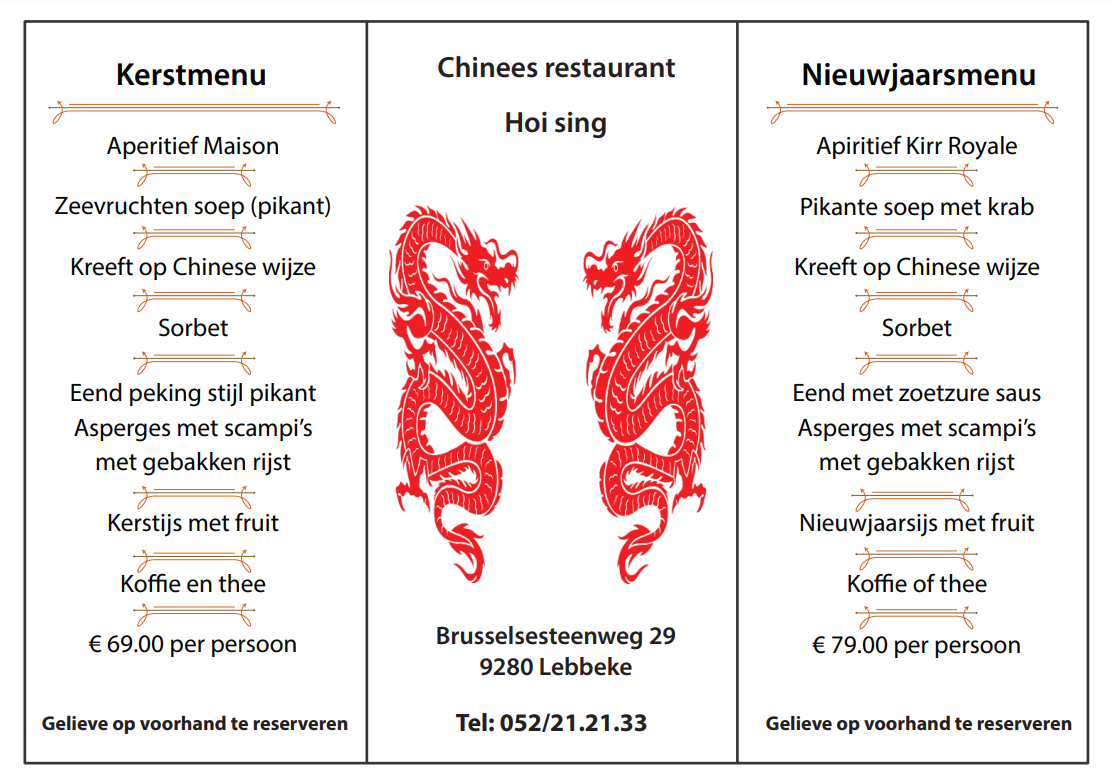 Kerstmenu
Aperitief Maison
Zeevruchten soep (pikant)
Kreeft op Chinese wijze
Sorbet
Eend peking stijl pikant
Asperges met scampi's
met gebakken rijst
Kerstijs met fruit
Koffie en thee
€ 69.00 per persoon
Gelieve op voorhand te reserveren
Chinees restaurant
Hoi sing
Brusselsesteenweg 29
9280 Lebbeke
Tel: 052/21.21.33
Nieuwjaarsmenu
Apiritief Kirr Royale
Pikante soep met krab
Kreeft op Chinese wijze
Sorbet
Eend met zoetzure saus
Asperges met scampi's
met gebakken rijst
Nieuwjaarsijs met fruit
Koffie of thee
€ 79.00 per persoon
Gelieve op voorhand te reserveren